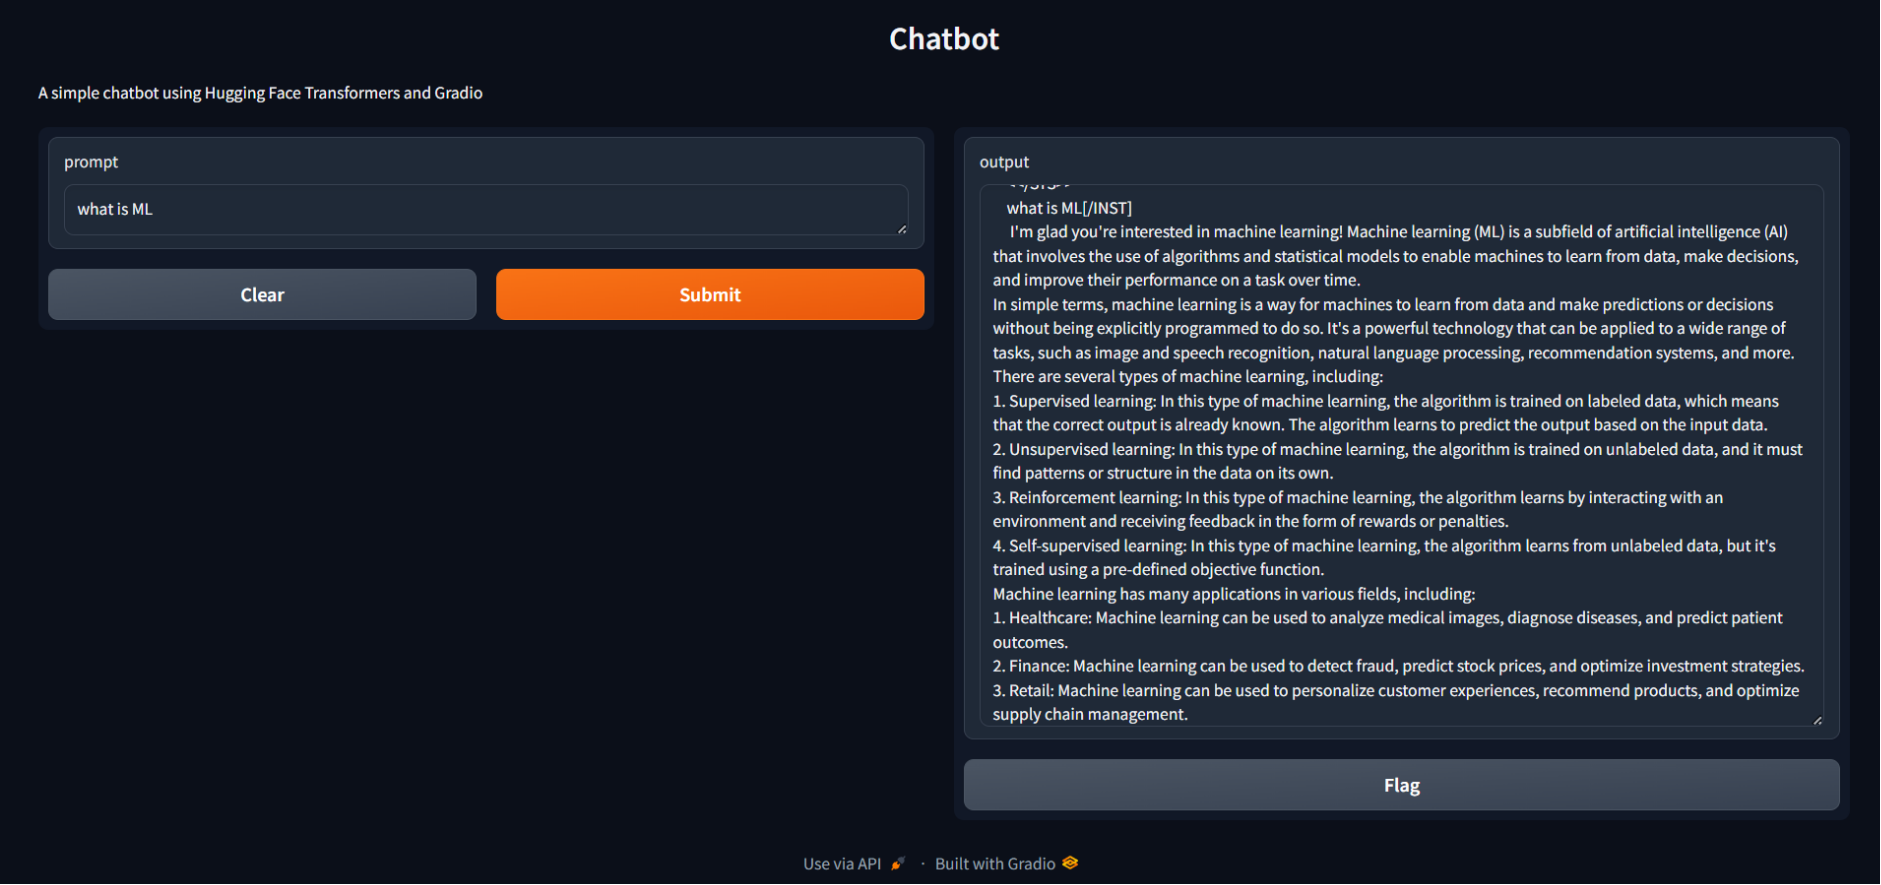 Chatbot
A simple chatbot using Hugging Face Transformers and Gradio
prompt
what is ML
Clear
Submit
output
<</SYS>>
what is ML[/INST]
I'm glad you're interested in machine learning! Machine learning (ML) is a subfield of artificial intelligence (AI)
that involves the use of algorithms and statistical models to enable machines to learn from data, make decisions,
and improve their performance on a task over time.
In simple terms, machine learning is a way for machines to learn from data and make predictions or decisions
without being explicitly programmed to do so. It's a powerful technology that can be applied to a wide range of
tasks, such as image and speech recognition, natural language processing, recommendation systems, and more.
There are several types of machine learning, including:
1. Supervised learning: In this type of machine learning, the algorithm is trained on labeled data, which means
that the correct output is already known. The algorithm learns to predict the output based on the input data.
2. Unsupervised learning: In this type of machine learning, the algorithm is trained on unlabeled data, and it must
find patterns or structure in the data on its own.
3. Reinforcement learning: In this type of machine learning, the algorithm learns by interacting with an
environment and receiving feedback in the form of rewards or penalties.
4. Self-supervised learning: In this type of machine learning, the algorithm learns from unlabeled data, but it's
trained using a pre-defined objective function.
Machine learning has many applications in various fields, including:
1. Healthcare: Machine learning can be used to analyze medical images, diagnose diseases, and predict patient
outcomes.
2. Finance: Machine learning can be used to detect fraud, predict stock prices, and optimize investment strategies.
3. Retail: Machine learning can be used to personalize customer experiences, recommend products, and optimize
supply chain management.
Flag
Use via API · Built with Gradio